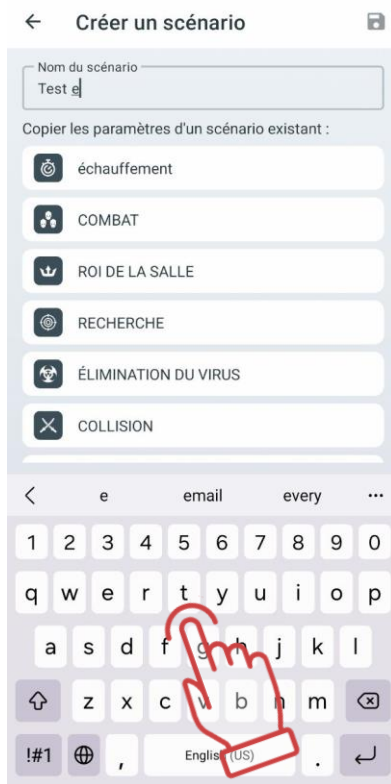 Créer un scénario
Nom du scénario
Test e
Copier les paramètres d'un scénario existant :
échauffement
COMBAT
ROI DE LA SALLE
RECHERCHE
ÉLIMINATION DU VIRUS
COLLISION
e email every ...
1 2 3 4 5 6 7 8 9 0
q w e r t y u i o p
a s d f g h j k l
z x c v b n m
!#1 , English (US) .